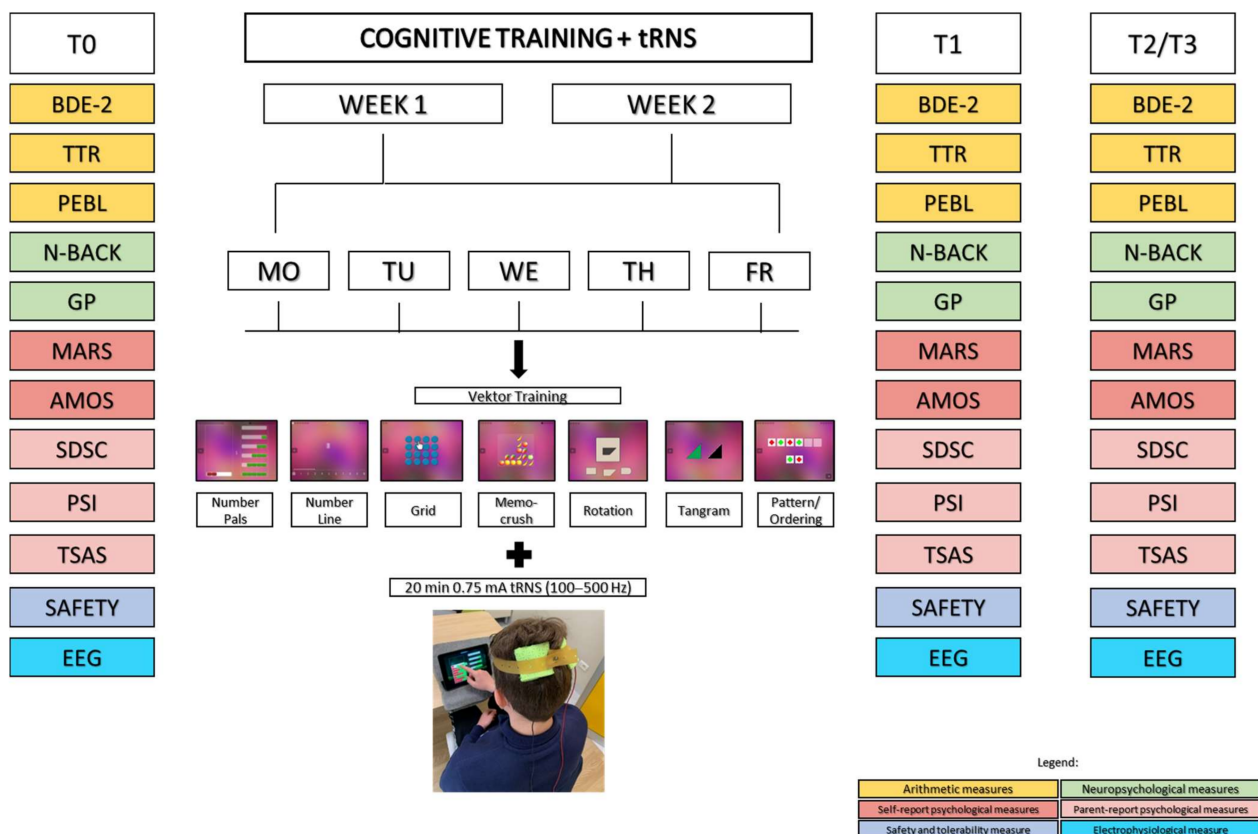 T0
COGNITIVE TRAINING + tRNS
T1
T2/T3
BDE-2
TTR
PEBL
N-BACK
GP
MARS
AMOS
SDSC
PSI
TSAS
SAFETY
EEG
WEEK 1
WEEK 2
MO
TU
WE
TH
FR
Vektor Training
Number
Pals
Number
Line
Grid
Memo-
crush
Rotation
Tangram
Pattern/
Ordering
20 min 0.75 mA tRNS (100–500 Hz)
BDE-2
TTR
PEBL
N-BACK
GP
MARS
AMOS
SDSC
PSI
TSAS
SAFETY
EEG
BDE-2
TTR
PEBL
N-BACK
GP
MARS
AMOS
SDSC
PSI
TSAS
SAFETY
EEG
Legend:
Arithmetic measures
Neuropsychological measures
Self-report psychological measures
Parent-report psychological measures
Safety and tolerability measure
Electrophysiological measure